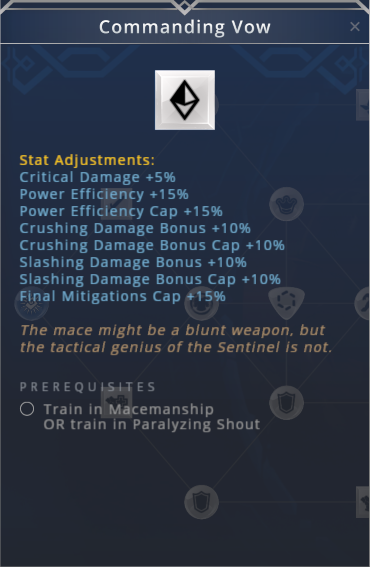 Commanding Vow
Stat Adjustments:
Critical Damage +5%
Power Efficiency +15%
Power Efficiency Cap +15%
Crushing Damage Bonus +10%
Crushing Damage Bonus Cap +10%
Slashing Damage Bonus +10%
Slashing Damage Bonus Cap +10%
Final Mitigations Cap +15%
The mace might be a blunt weapon, but
the tactical genius of the Sentinel is not.
PREREQUISITES
Train in Macemanship
OR train in Paralyzing Shout